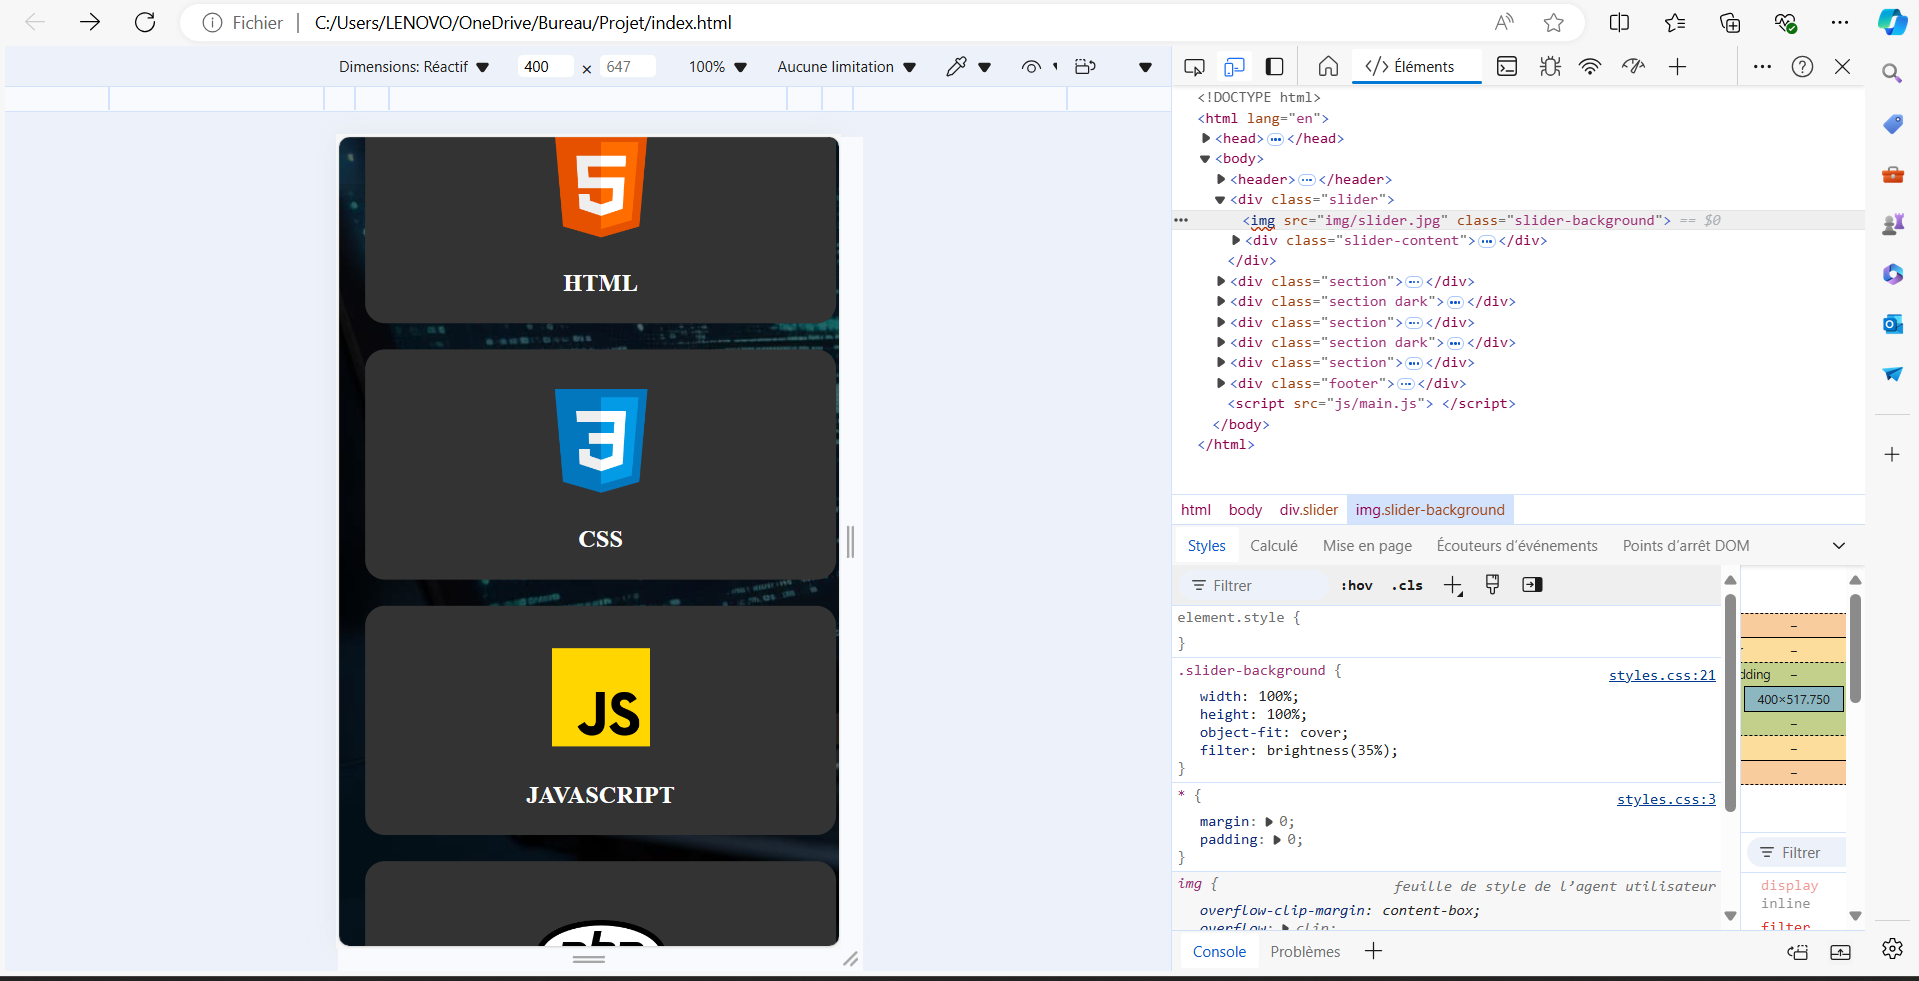 Fichier C:/Users/LENOVO/OneDrive/Bureau/Projet/index.html
Dimensions: Réactif 400 × 647 100% Aucune limitation
5
HTML
3
CSS
JS
JAVASCRIPT
php
Éléments
<!DOCTYPE html>
<html lang="en">
<head> ··· </head>
<body>
<header> ··· </header>
<div class="slider">
··· <img src="img/slider.jpg" class="slider-background"> == $0
<div class="slider-content"> ··· </div>
</div>
<div class="section"> ··· </div>
<div class="section dark"> ··· </div>
<div class="section"> ··· </div>
<div class="section dark"> ··· </div>
<div class="section"> ··· </div>
<div class="footer"> ··· </div>
<script src="js/main.js"> </script>
</body>
</html>
html body div.slider img.slider-background
Styles Calculé Mise en page Écouteurs d'événements Points d'arrêt DOM
Filtrer :hov .cls
element.style {
}
.slider-background { styles.css:21
width: 100%;
height: 100%;
object-fit: cover;
filter: brightness(35%);
}
* { styles.css:3
margin: 0;
padding: 0;
}
img { feuille de style de l'agent utilisateur
overflow-clip-margin: content-box;
overflow: clip;
–
–
dding –
400×517.750
–
–
–
Filtrer
display
inline
filter
Console Problèmes